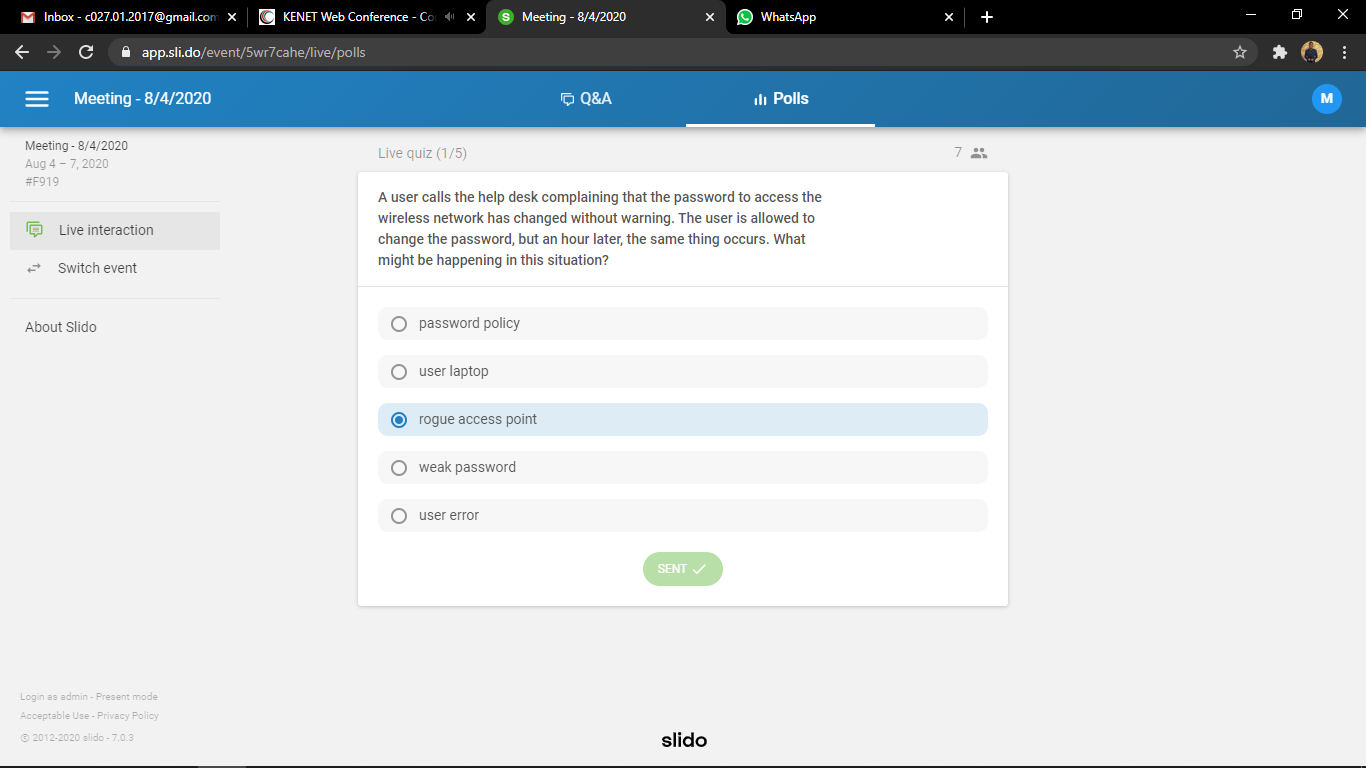 Inbox - c027.01.2017@gmail.com
KENET Web Conference - Co
Meeting - 8/4/2020
WhatsApp
app.sli.do/event/5wr7cahe/live/polls
Meeting - 8/4/2020
Q&A
Polls
M
Meeting - 8/4/2020
Aug 4 – 7, 2020
#F919
Live interaction
Switch event
About Slido
Live quiz (1/5)
7
A user calls the help desk complaining that the password to access the
wireless network has changed without warning. The user is allowed to
change the password, but an hour later, the same thing occurs. What
might be happening in this situation?
password policy
user laptop
rogue access point
weak password
user error
SENT
Login as admin - Present mode
Acceptable Use - Privacy Policy
© 2012-2020 slido - 7.0.3
slido